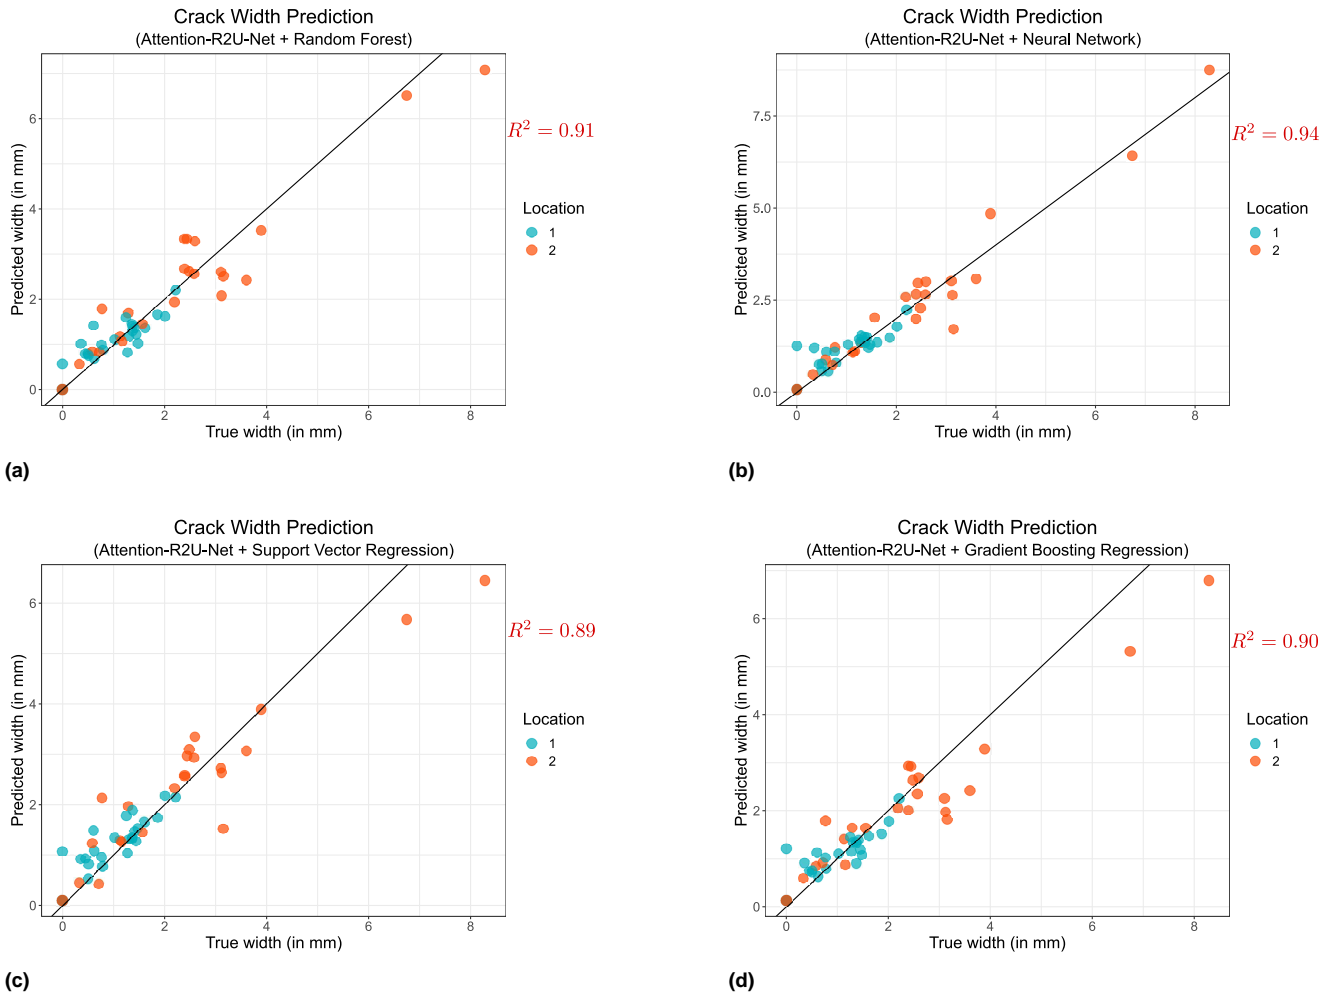 Crack Width Prediction
(Attention-R2U-Net + Random Forest)
Predicted width (in mm)
6
4
2
0
0 2 4 6 8
True width (in mm)
R² = 0.91
Location
1
2
(a)
Crack Width Prediction
(Attention-R2U-Net + Neural Network)
Predicted width (in mm)
7.5
5.0
2.5
0.0
0 2 4 6 8
True width (in mm)
R² = 0.94
Location
1
2
(b)
Crack Width Prediction
(Attention-R2U-Net + Support Vector Regression)
Predicted width (in mm)
6
4
2
0
0 2 4 6 8
True width (in mm)
R² = 0.89
Location
1
2
(c)
Crack Width Prediction
(Attention-R2U-Net + Gradient Boosting Regression)
Predicted width (in mm)
6
4
2
0
0 2 4 6 8
True width (in mm)
R² = 0.90
Location
1
2
(d)